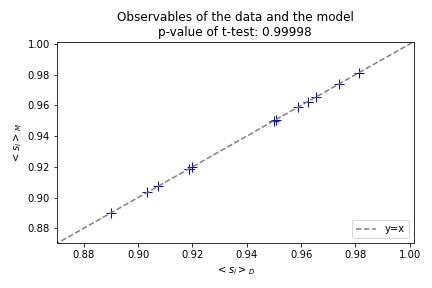 Observables of the data and the model
p-value of t-test: 0.99998
1.00
0.98
0.96
0.94
0.92
0.90
0.88
< s_i >_M
0.88
0.90
0.92
0.94
0.96
0.98
1.00
< s_i >_D
y=x